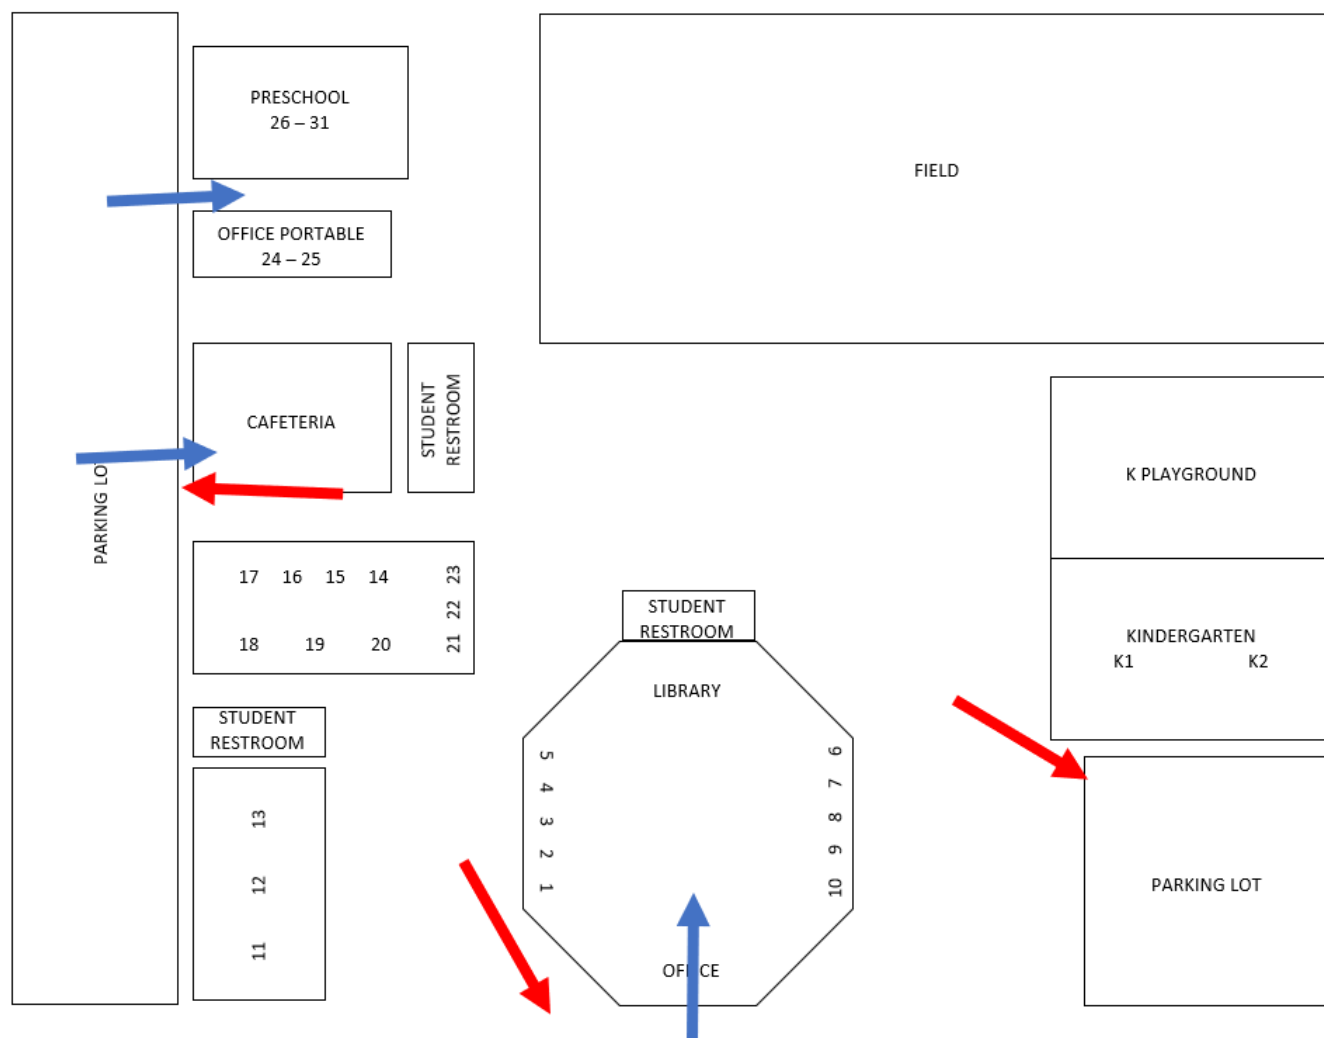 PRESCHOOL
26 – 31
FIELD
OFFICE PORTABLE
24 – 25
CAFETERIA
STUDENT
RESTROOM
PARKING LOT
K PLAYGROUND
17 16 15 14 23
22
18 19 20 21
STUDENT
RESTROOM
KINDERGARTEN
K1 K2
STUDENT
RESTROOM
LIBRARY
5
4
3
2
1
6
7
8
9
10
13
12
11
OFFICE
PARKING LOT